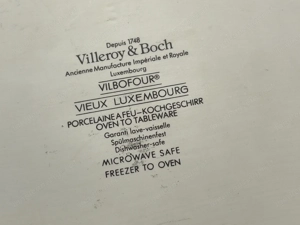 Depuis 1748
Villeroy & Boch
Ancienne Manufacture Impériale et Royale
Luxembourg
VILBOFOUR®
VIEUX LUXEMBOURG
PORCELAINE A FEU-KOCHGESCHIRR
OVEN TO TABLEWARE
Garanti lave-vaisselle
Spülmaschinenfest
Dishwasher-safe
MICROWAVE SAFE
FREEZER TO OVEN